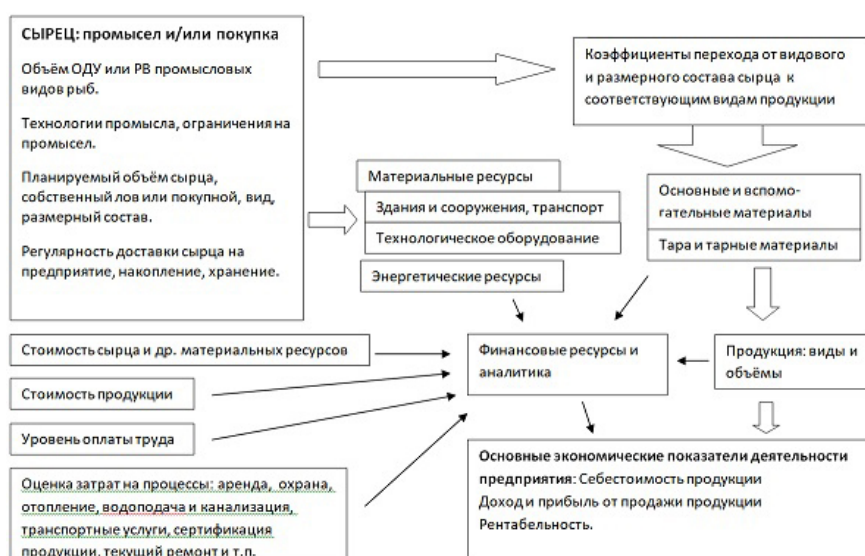 СЫРЕЦ: промысел и/или покупка
Объём ОДУ или РВ промысловых
видов рыб.
Технологии промысла, ограничения на
промысел.
Планируемый объём сырца,
собственный лов или покупной, вид,
размерный состав.
Регулярность доставки сырца на
предприятие, накопление, хранение.
Коэффициенты перехода от видового
и размерного состава сырца к
соответствующим видам продукции
Материальные ресурсы
Здания и сооружения, транспорт
Технологическое оборудование
Энергетические ресурсы
Основные и вспомо-
гательные материалы
Тара и тарные материалы
Стоимость сырца и др. материальных ресурсов
Стоимость продукции
Уровень оплаты труда
Оценка затрат на процессы: аренда, охрана,
отопление, водоподача и канализация,
транспортные услуги, сертификация
продукции, текущий ремонт и т.п.
Финансовые ресурсы и
аналитика
Продукция: виды и
объёмы
Основные экономические показатели деятельности
предприятия: Себестоимость продукции
Доход и прибыль от продажи продукции
Рентабельность.